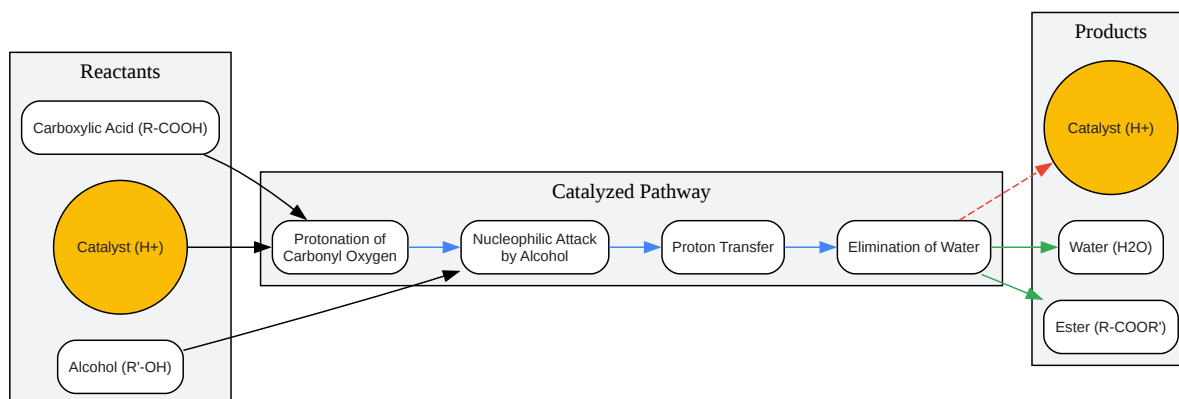 Reactants
Carboxylic Acid (R-COOH)
Catalyst (H+)
Alcohol (R'-OH)
Catalyzed Pathway
Protonation of
Carbonyl Oxygen
Nucleophilic Attack
by Alcohol
Proton Transfer
Elimination of Water
Products
Catalyst (H+)
Water (H2O)
Ester (R-COOR')